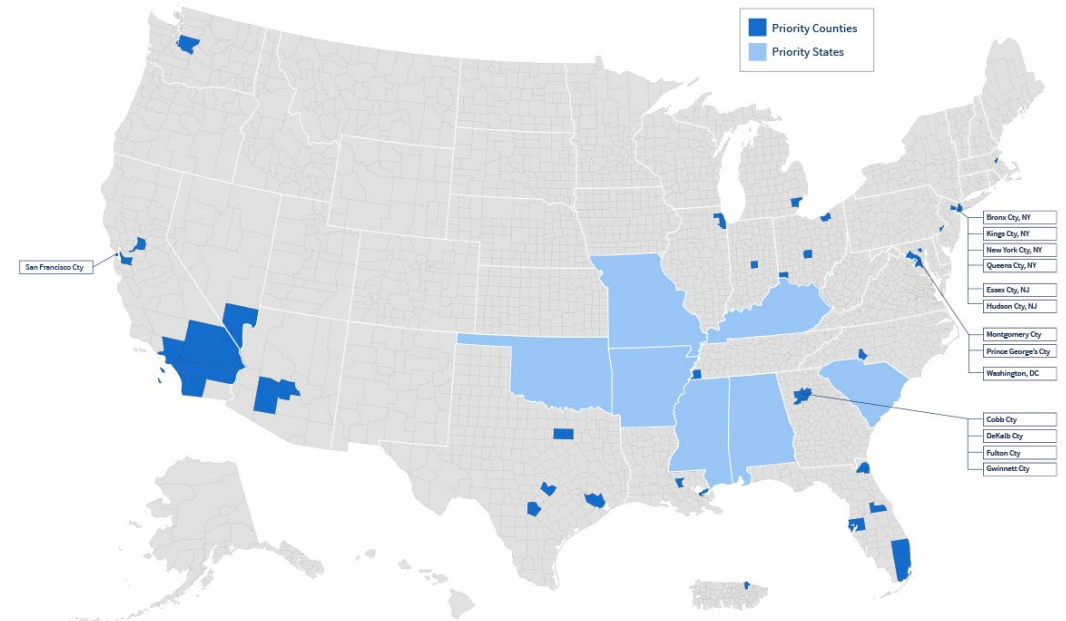 Priority Counties
Priority States
San Francisco Cty
Bronx Cty, NY
Kings Cty, NY
New York Cty, NY
Queens Cty, NY
Essex Cty, NJ
Hudson Cty, NJ
Montgomery Cty
Prince George's Cty
Washington, DC
Cobb Cty
DeKalb Cty
Fulton Cty
Gwinnett Cty